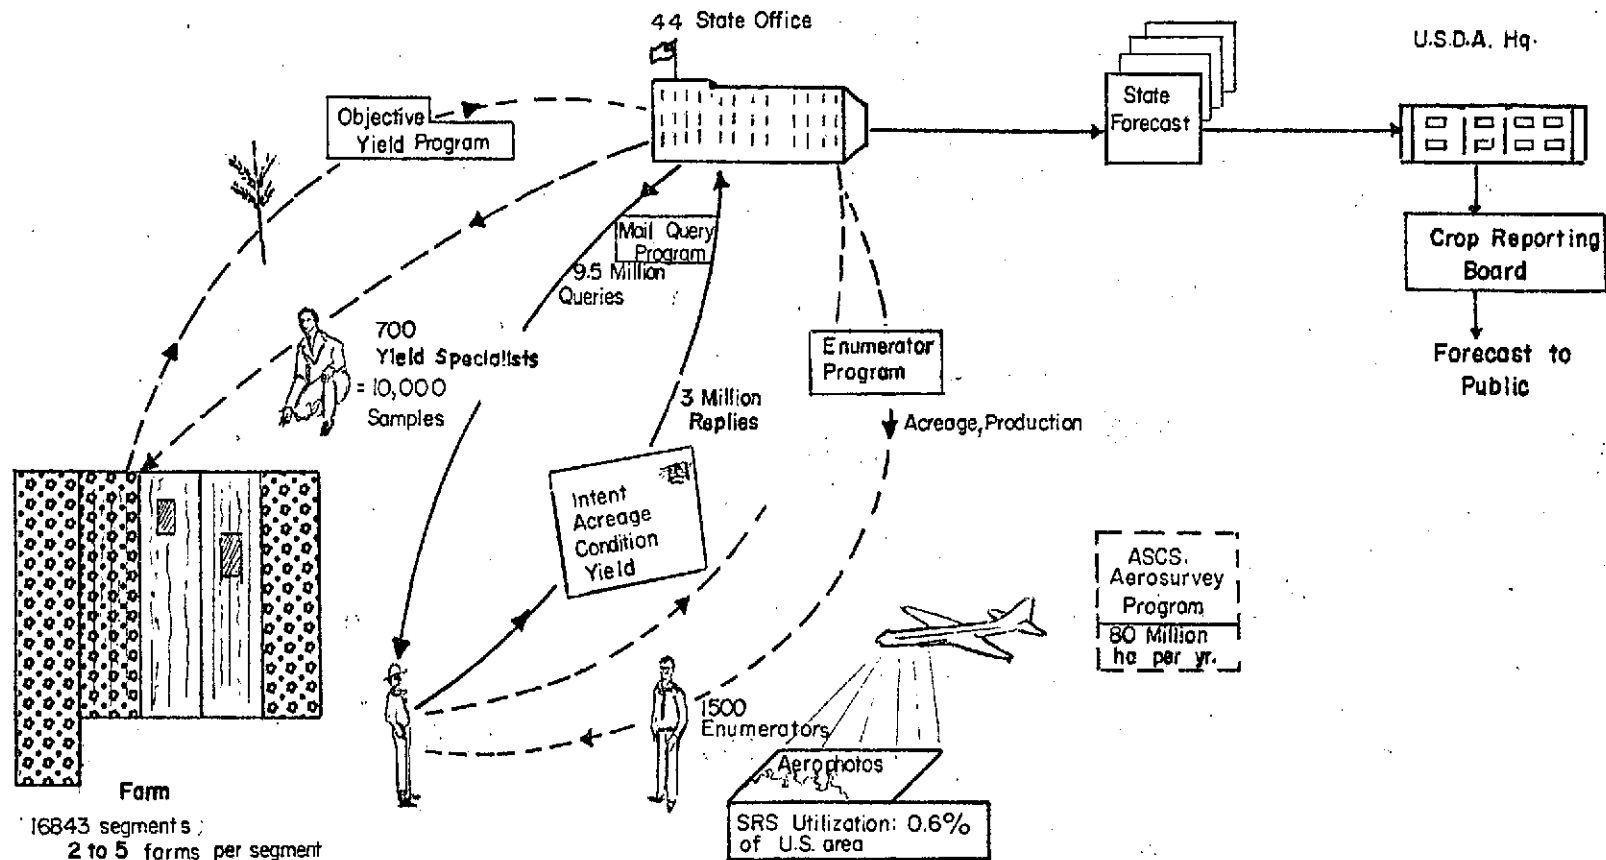 44 State Office
U.S.D.A. Hq.
Objective
Yield Program
State
Forecast
Mail Query
Program
9.5 Million
Queries
Crop Reporting
Board
700
Yield Specialists
= 10,000
Samples
Enumerator
Program
Forecast to
Public
3 Million
Replies
Acreage, Production
Intent
Acreage
Condition
Yield
ASCS.
Aerosurvey
Program
80 Million
ha per yr.
1500
Enumerators
Aerophotos
Farm
16843 segments;
2 to 5 farms per segment
SRS Utilization: 0.6%
of U.S. area